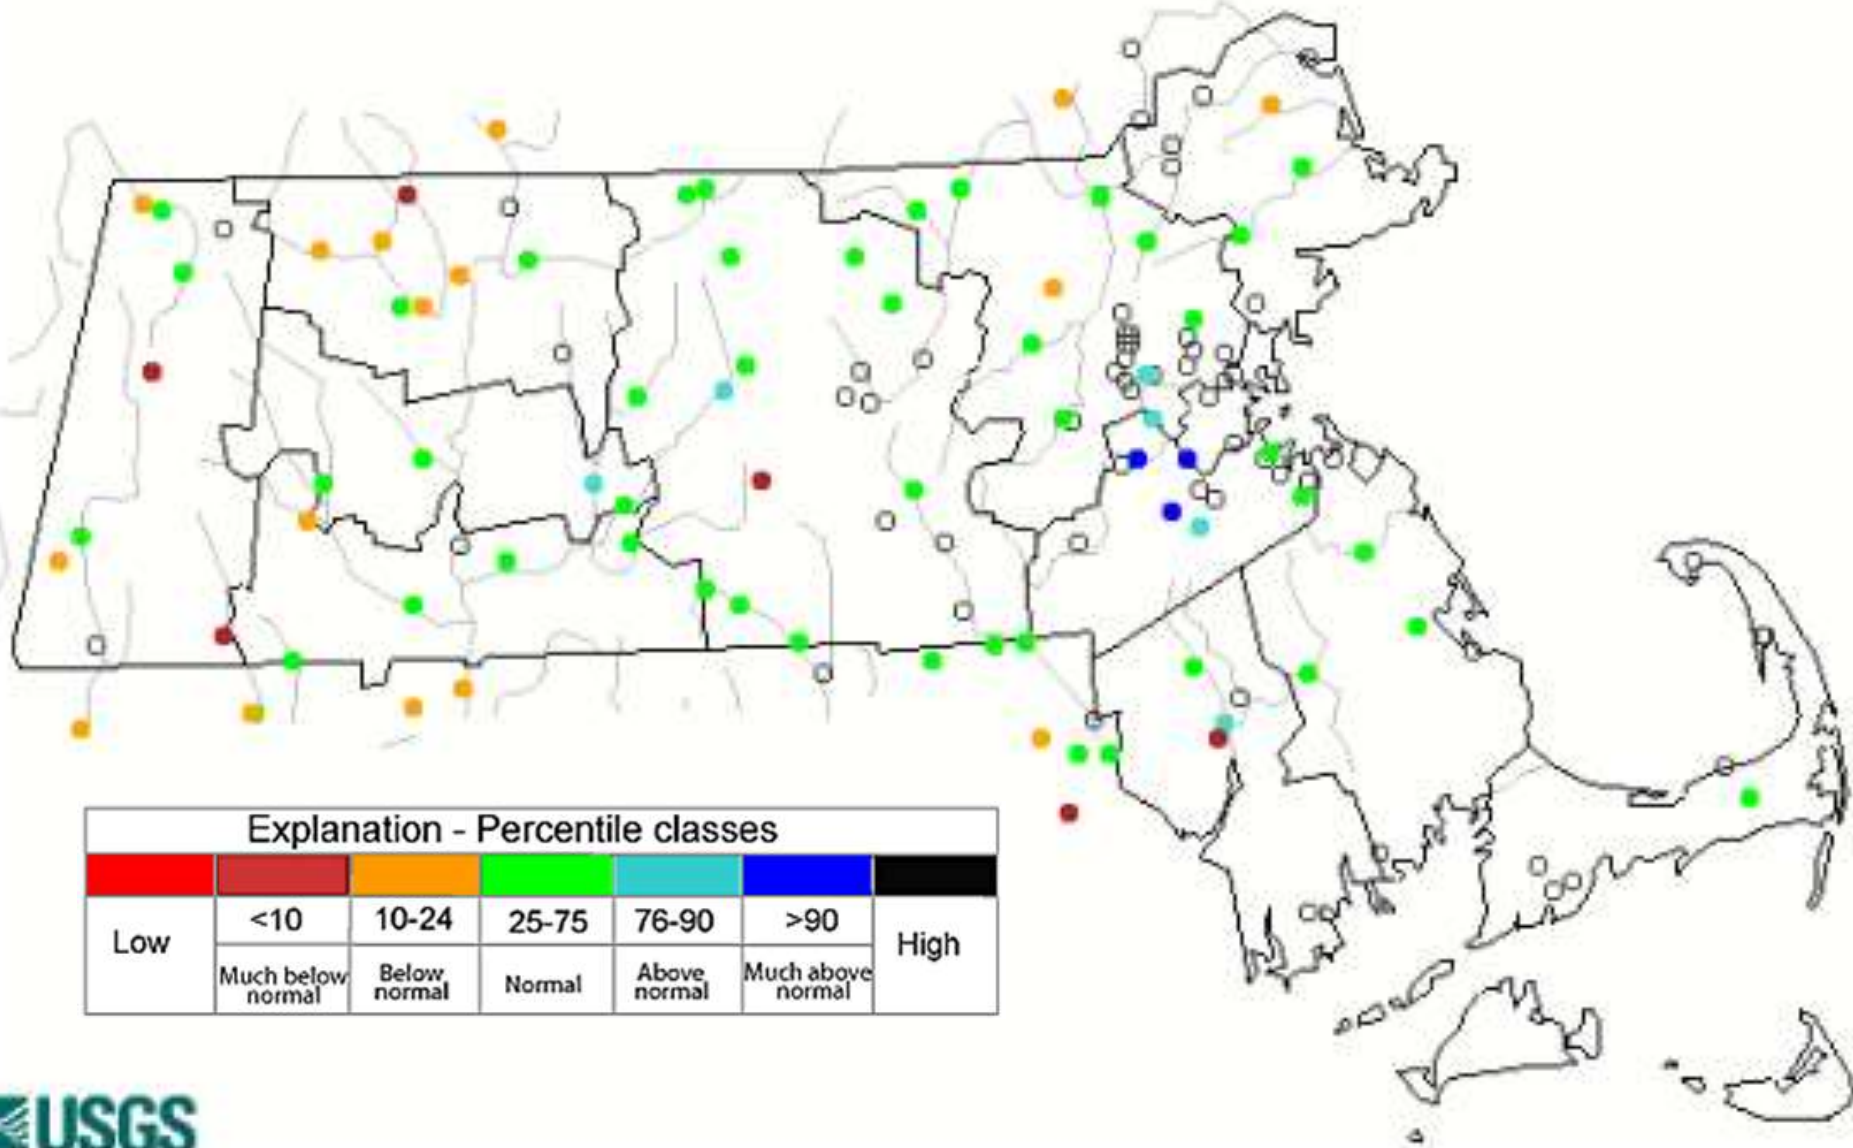 Explanation - Percentile classes
Low
<10
10-24
25-75
76-90
>90
High
Much below
normal
Below
normal
Normal
Above
normal
Much above
normal
USGS